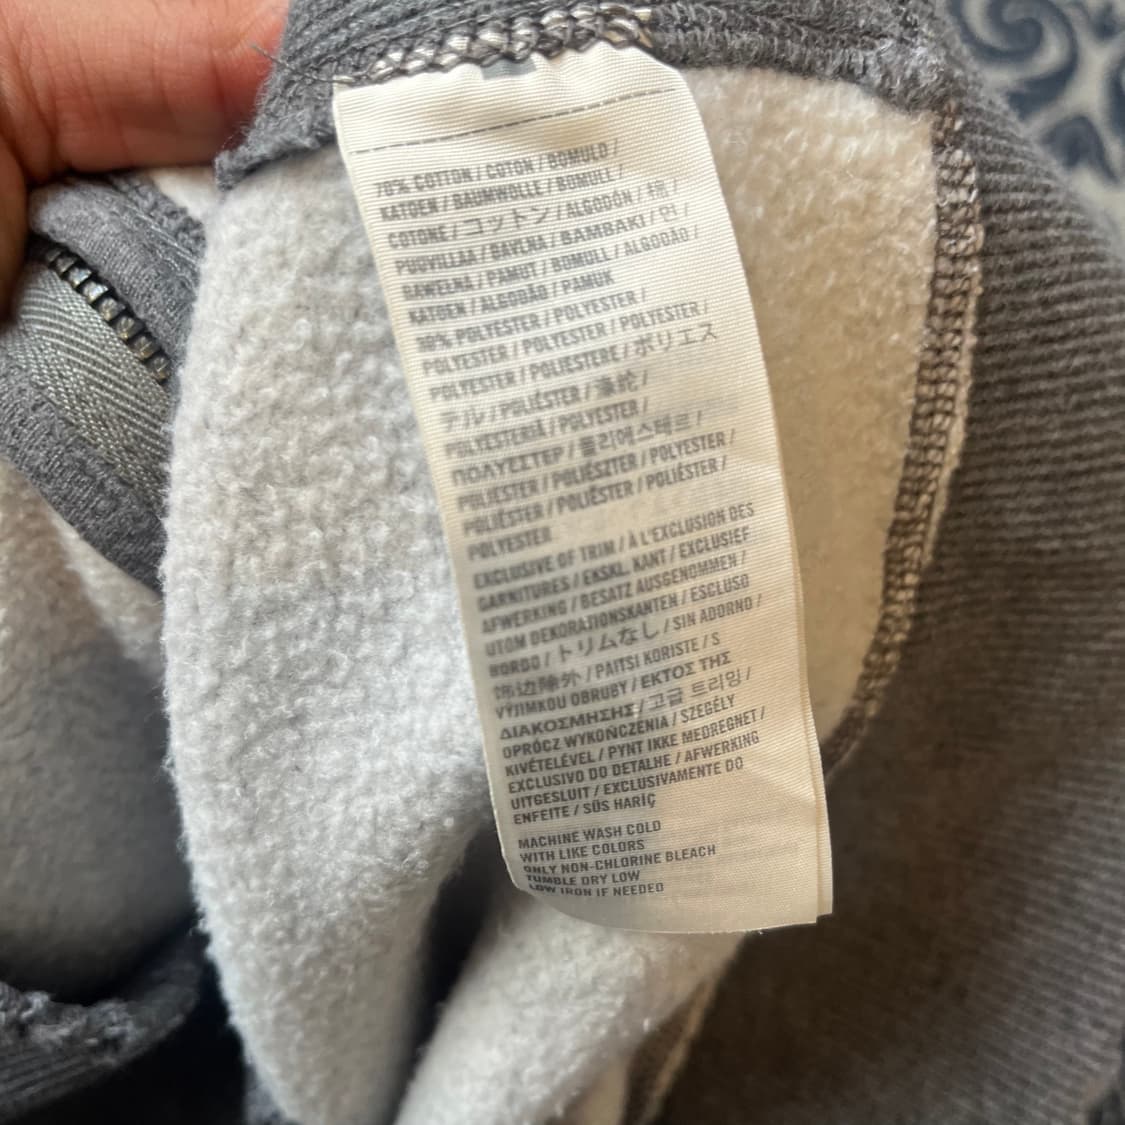 70% COTTON / COTON / BOMULD /
KATOEN / BAUMWOLLE / BOMULL /
COTONE / コットン / ALGODÓN / 棉 /
PUUVILLAA / BAVLNA / ΒΑΜΒΑΚΙ / 면 /
BAWEŁNA / PAMUT / BOMULL / ALGODÃO /
KATOEN / ALGODÃO / PAMUK
30% POLYESTER / POLYESTER /
POLYESTER / POLYESTER / POLYESTER /
POLYESTER / POLIESTERE / ポリエス
テル / POLIÉSTER / 涤纶 /
POLYESTERIÄ / POLYESTER /
ΠΟΛΥΕΣΤΕΡ / 폴리에스테르 /
POLIESTER / POLIÉSZTER / POLYESTER /
POLIÉSTER / POLIËSTER / POLIÉSTER /
POLYESTER
EXCLUSIVE OF TRIM / À L'EXCLUSION DES
GARNITURES / EKSKL. KANT / EXCLUSIEF
AFWERKING / BESATZ AUSGENOMMEN /
UTOM DEKORATIONSKANTEN / ESCLUSO
BORDO / トリムなし / SIN ADORNO /
饰边除外 / PAITSI KORISTE / S
VÝJIMKOU OBRUBY / ΕΚΤΟΣ ΤΗΣ
ΔΙΑΚΟΣΜΗΣΗΣ / 고급 트리밍 /
OPRÓCZ WYKOŃCZENIA / SZEGÉLY
KIVÉTELÉVEL / PYNT IKKE MEDREGNET /
EXCLUSIVO DO DETALHE / AFWERKING
UITGESLUIT / EXCLUSIVAMENTE DO
ENFEITE / SÜS HARİÇ
MACHINE WASH COLD
WITH LIKE COLORS
ONLY NON-CHLORINE BLEACH
TUMBLE DRY LOW
LOW IRON IF NEEDED